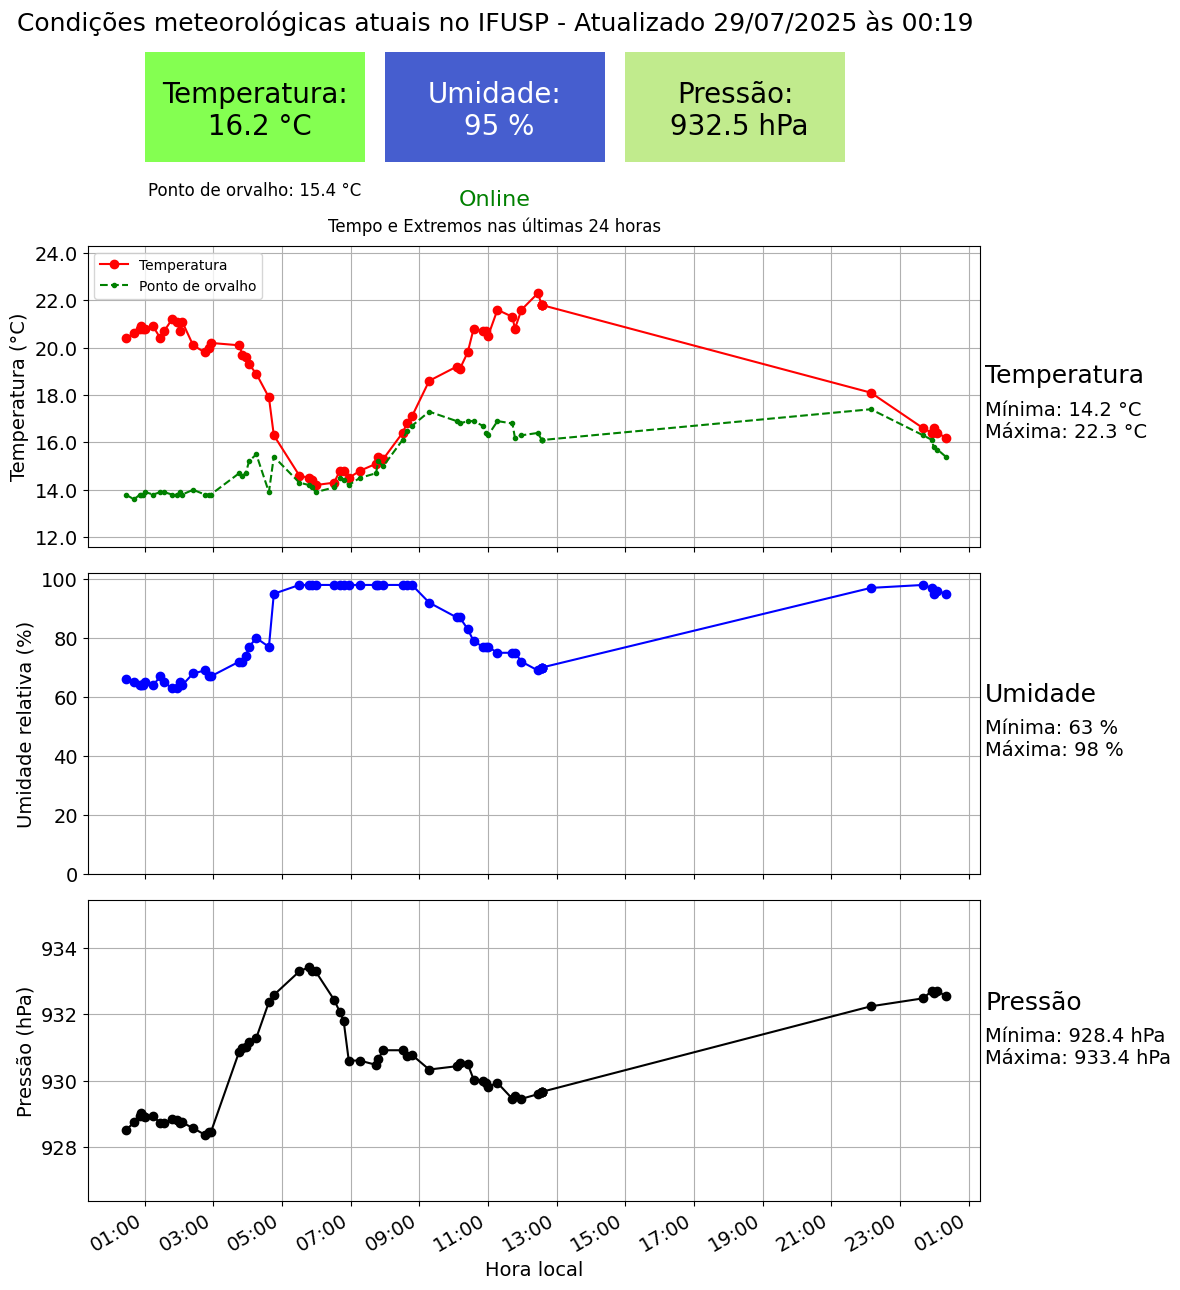 Condições meteorológicas atuais no IFUSP - Atualizado 29/07/2025 às 00:19
Temperatura:
16.2 °C
Umidade:
95 %
Pressão:
932.5 hPa
Ponto de orvalho: 15.4 °C
Online
Tempo e Extremos nas últimas 24 horas
Temperatura (°C)
24.0
22.0
20.0
18.0
16.0
14.0
12.0
Temperatura
Ponto de orvalho
Temperatura
Mínima: 14.2 °C
Máxima: 22.3 °C
Umidade relativa (%)
100
80
60
40
20
0
Umidade
Mínima: 63 %
Máxima: 98 %
Pressão (hPa)
934
932
930
928
Pressão
Mínima: 928.4 hPa
Máxima: 933.4 hPa
01:00
03:00
05:00
07:00
09:00
11:00
13:00
15:00
17:00
19:00
21:00
23:00
01:00
Hora local